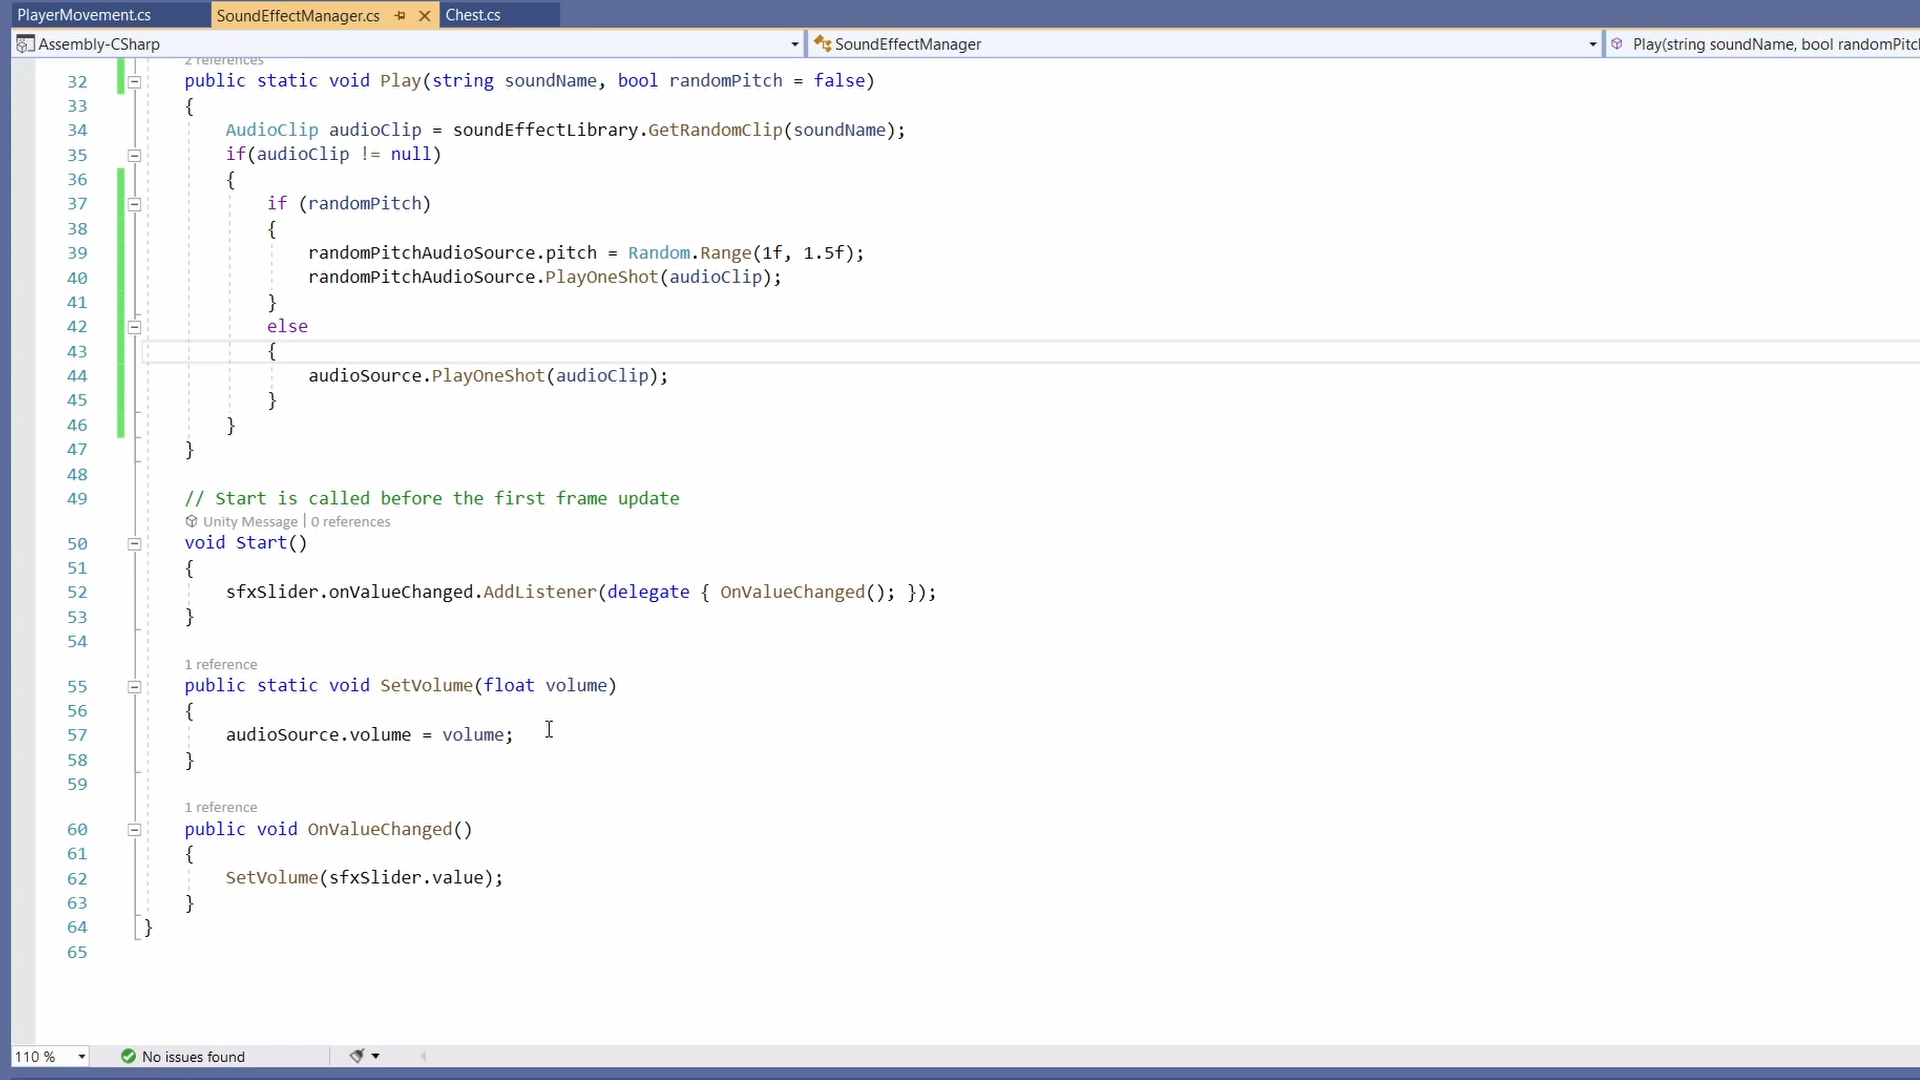 PlayerMovement.cs SoundEffectManager.cs Chest.cs
Assembly-CSharp SoundEffectManager Play(string soundName, bool randomPitch
2 references
32 public static void Play(string soundName, bool randomPitch = false)
33 {
34 AudioClip audioClip = soundEffectLibrary.GetRandomClip(soundName);
35 if(audioClip != null)
36 {
37 if (randomPitch)
38 {
39 randomPitchAudioSource.pitch = Random.Range(1f, 1.5f);
40 randomPitchAudioSource.PlayOneShot(audioClip);
41 }
42 else
43 {
44 audioSource.PlayOneShot(audioClip);
45 }
46 }
47 }
48
49 // Start is called before the first frame update
Unity Message | 0 references
50 void Start()
51 {
52 sfxSlider.onValueChanged.AddListener(delegate { OnValueChanged(); });
53 }
54
1 reference
55 public static void SetVolume(float volume)
56 {
57 audioSource.volume = volume;
58 }
59
1 reference
60 public void OnValueChanged()
61 {
62 SetVolume(sfxSlider.value);
63 }
64 }
65
110 % No issues found